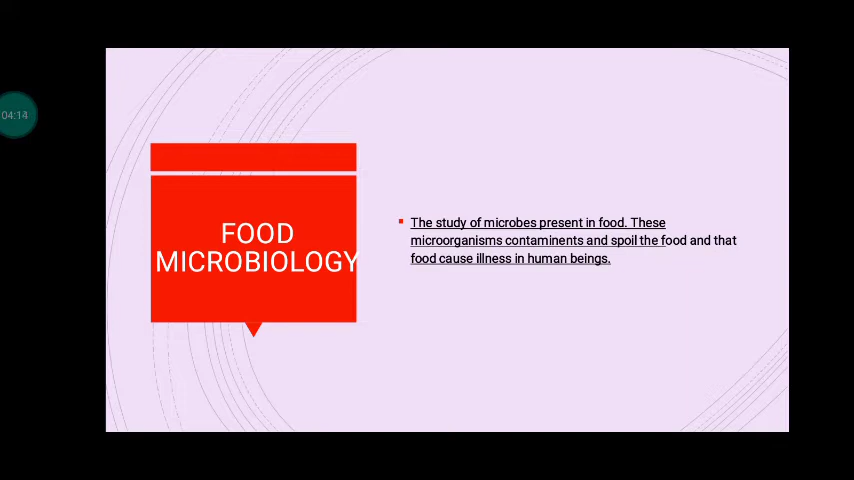 04:14
FOOD
MICROBIOLOGY
The study of microbes present in food. These
microorganisms contaminents and spoil the food and that
food cause illness in human beings.